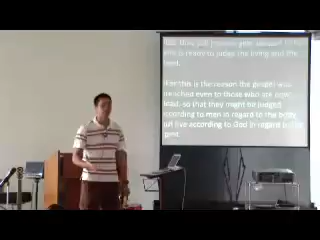 who is ready to judge the living and the
For this is the reason the gospel was
preached even to those who are now
dead, so that they might be judged
according to men in regard to the body,
but live according to God in regard to the